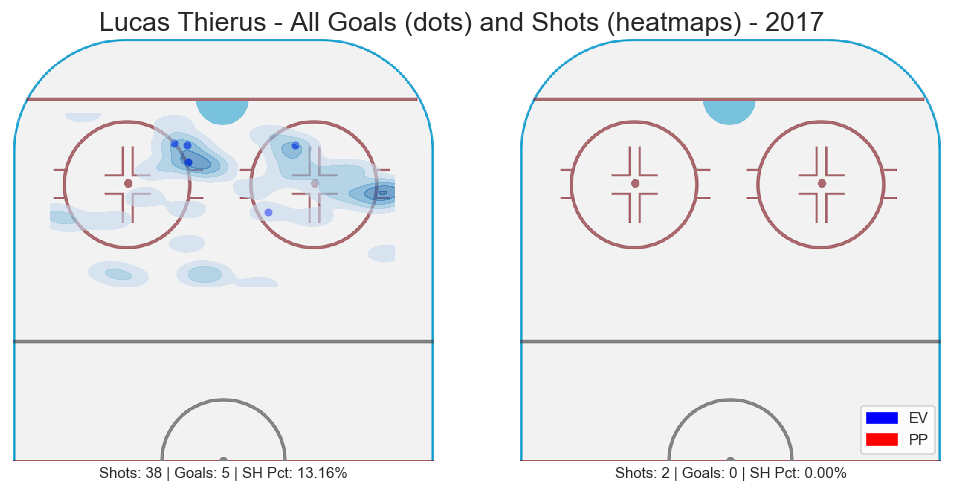 Lucas Thierus - All Goals (dots) and Shots (heatmaps) - 2017
EV
PP
Shots: 38 | Goals: 5 | SH Pct: 13.16%
Shots: 2 | Goals: 0 | SH Pct: 0.00%